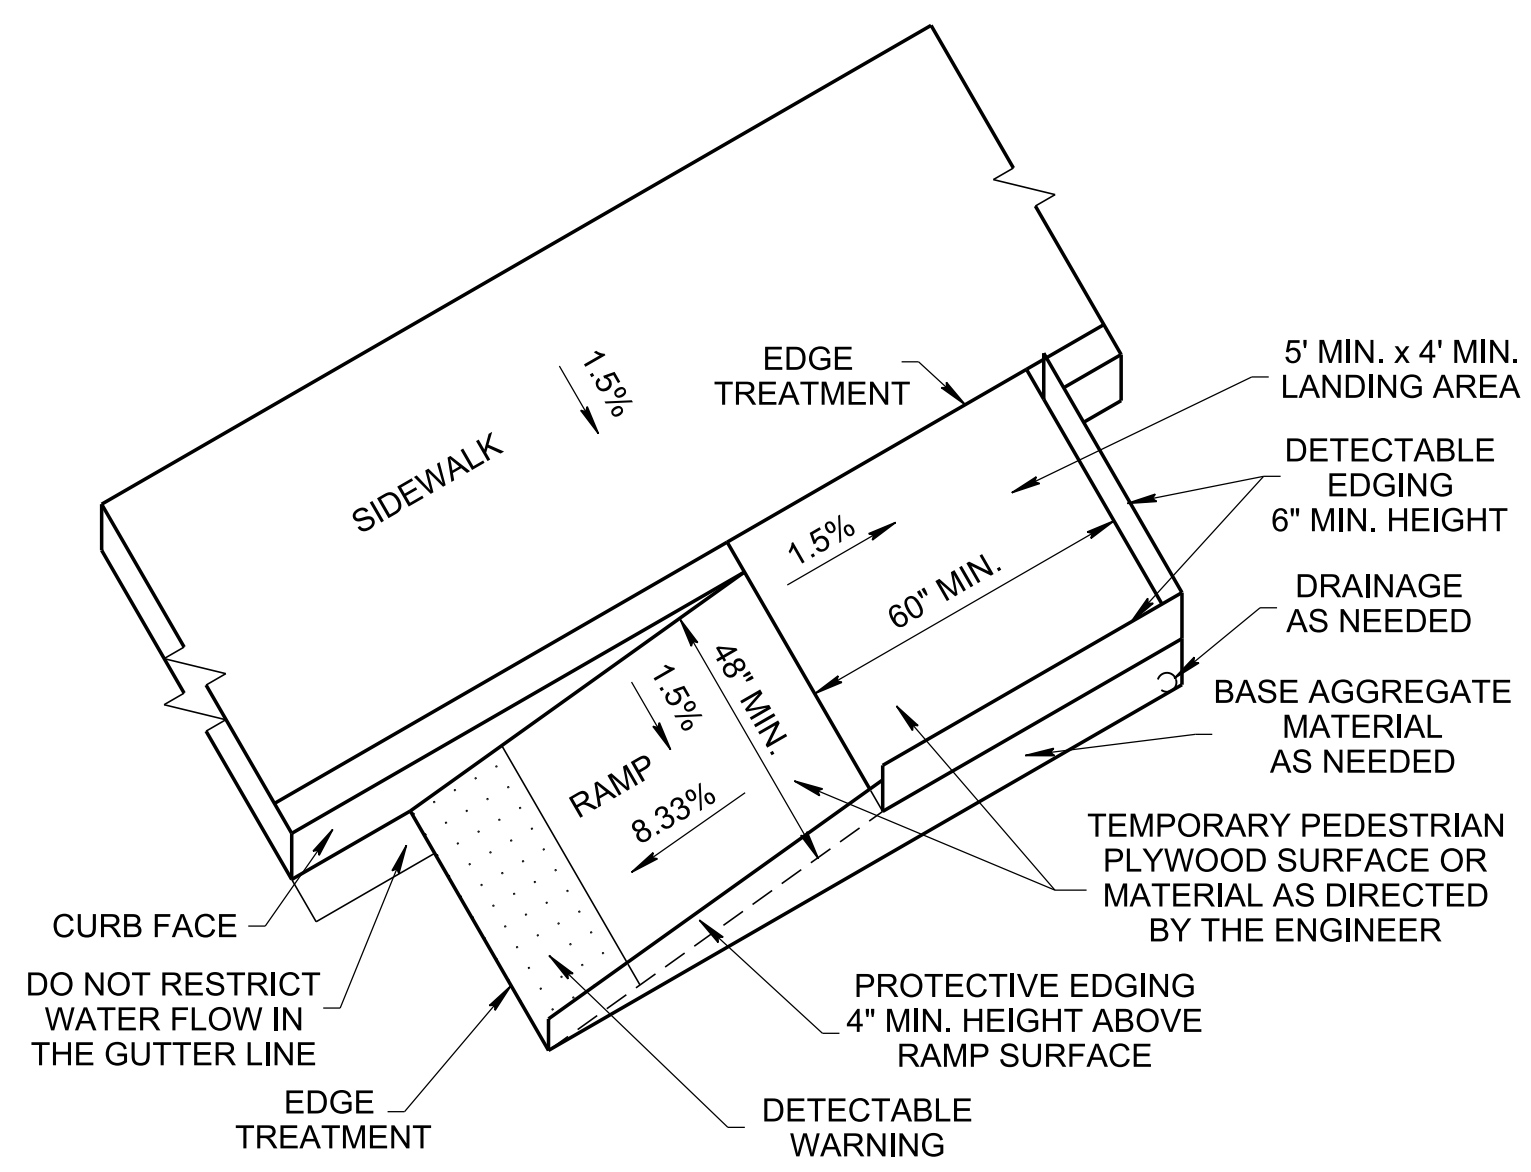 1.5%
SIDEWALK
EDGE
TREATMENT
5' MIN. x 4' MIN.
LANDING AREA
DETECTABLE
EDGING
6" MIN. HEIGHT
1.5%
60" MIN.
DRAINAGE
AS NEEDED
48" MIN.
1.5%
RAMP
8.33%
BASE AGGREGATE
MATERIAL
AS NEEDED
TEMPORARY PEDESTRIAN
PLYWOOD SURFACE OR
MATERIAL AS DIRECTED
BY THE ENGINEER
CURB FACE
DO NOT RESTRICT
WATER FLOW IN
THE GUTTER LINE
PROTECTIVE EDGING
4" MIN. HEIGHT ABOVE
RAMP SURFACE
EDGE
TREATMENT
DETECTABLE
WARNING